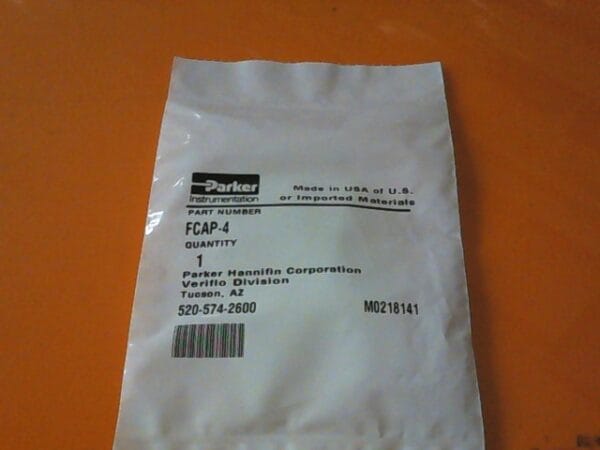 Parker
Instrumentation
Made in USA of U.S.
or Imported Materials
PART NUMBER
FCAP-4
QUANTITY
1
Parker Hannifin Corporation
Veriflo Division
Tucson, AZ
520-574-2600
M0218141